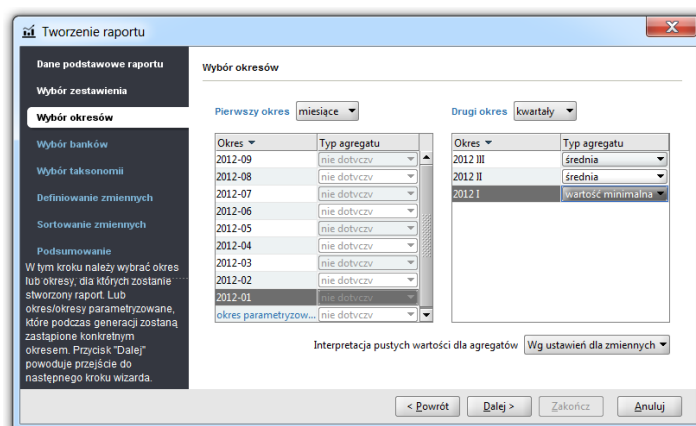 Tworzenie raportu
Dane podstawowe raportu
Wybór zestawienia
Wybór okresów
Wybór banków
Wybór taksonomii
Definiowanie zmiennych
Sortowanie zmiennych
Podsumowanie
W tym kroku należy wybrać okres
lub okresy, dla których zostanie
stworzony raport. Lub
okres/okresy parametryzowane,
które podczas generacji zostaną
zastąpione konkretnym
okresem. Przycisk "Dalej"
powoduje przejście do
następnego kroku wizarda.
Wybór okresów
Pierwszy okres miesiące
Okres Typ agregatu
2012-09 nie dotyczy
2012-08 nie dotyczy
2012-07 nie dotyczy
2012-06 nie dotyczy
2012-05 nie dotyczy
2012-04 nie dotyczy
2012-03 nie dotyczy
2012-02 nie dotyczy
2012-01 nie dotyczy
okres parametryzow... nie dotyczy
Drugi okres kwartały
Okres Typ agregatu
2012 III średnia
2012 II średnia
2012 I wartość minimalna
Interpretacja pustych wartości dla agregatów Wg ustawień dla zmiennych
< Powrót Dalej > Zakończ Anuluj